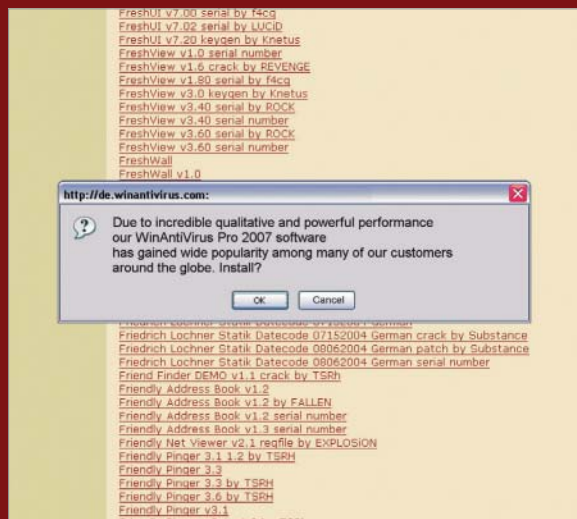 FreshUI v7.00 serial by f4cg
FreshUI v7.02 serial by LUCiD
FreshUI v7.20 keygen by Knetus
FreshView v1.0 serial number
FreshView v1.6 crack by REVENGE
FreshView v1.80 serial by f4cg
FreshView v3.0 keygen by Knetus
FreshView v3.40 serial by ROCK
FreshView v3.40 serial number
FreshView v3.60 serial by ROCK
FreshView v3.60 serial number
FreshWall
FreshWall v1.0
http://de.winantivirus.com:
Due to incredible qualitative and powerful performance
our WinAntiVirus Pro 2007 software
has gained wide popularity among many of our customers
around the globe. Install?
OK Cancel
Friedrich Lochner Statik Datecode 07152004 German
Friedrich Lochner Statik Datecode 07152004 German crack by Substance
Friedrich Lochner Statik Datecode 08062004 German patch by Substance
Friedrich Lochner Statik Datecode 08062004 German serial number
Friend Finder DEMO v1.1 crack by TSRh
Friendly Address Book v1.2
Friendly Address Book v1.2 by FALLEN
Friendly Address Book v1.2 serial number
Friendly Address Book v1.3 serial number
Friendly Net Viewer v2.1 regfile by EXPLOSiON
Friendly Pinger 3.1 1.2 by TSRH
Friendly Pinger 3.3
Friendly Pinger 3.3 by TSRH
Friendly Pinger 3.6 by TSRH
Friendly Pinger v3.1